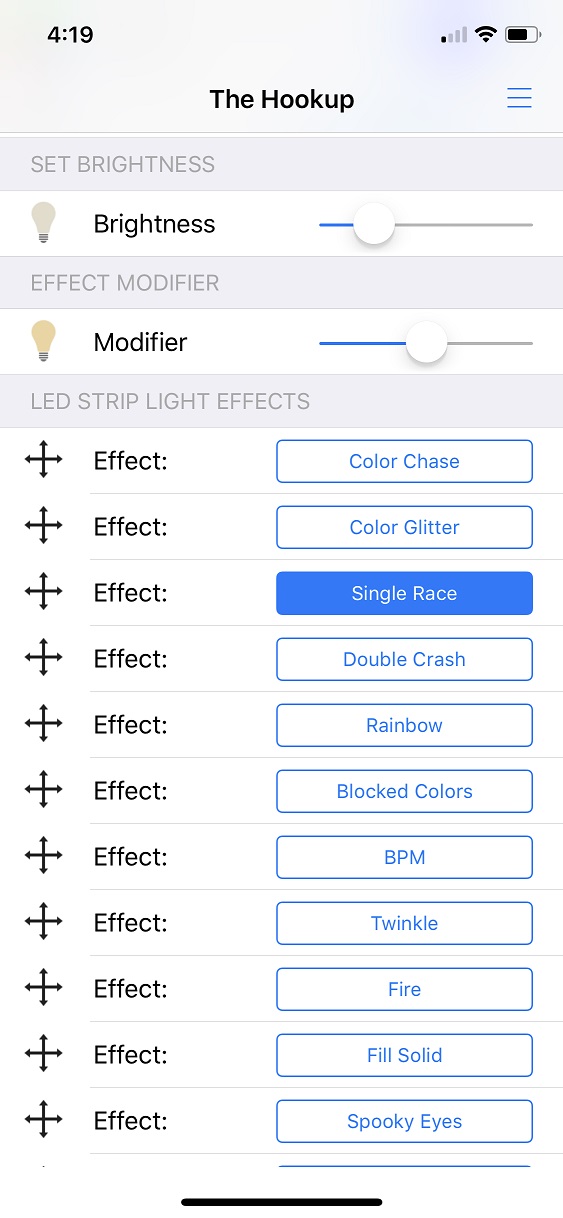 4:19
The Hookup
SET BRIGHTNESS
Brightness
EFFECT MODIFIER
Modifier
LED STRIP LIGHT EFFECTS
Effect: Color Chase
Effect: Color Glitter
Effect: Single Race
Effect: Double Crash
Effect: Rainbow
Effect: Blocked Colors
Effect: BPM
Effect: Twinkle
Effect: Fire
Effect: Fill Solid
Effect: Spooky Eyes